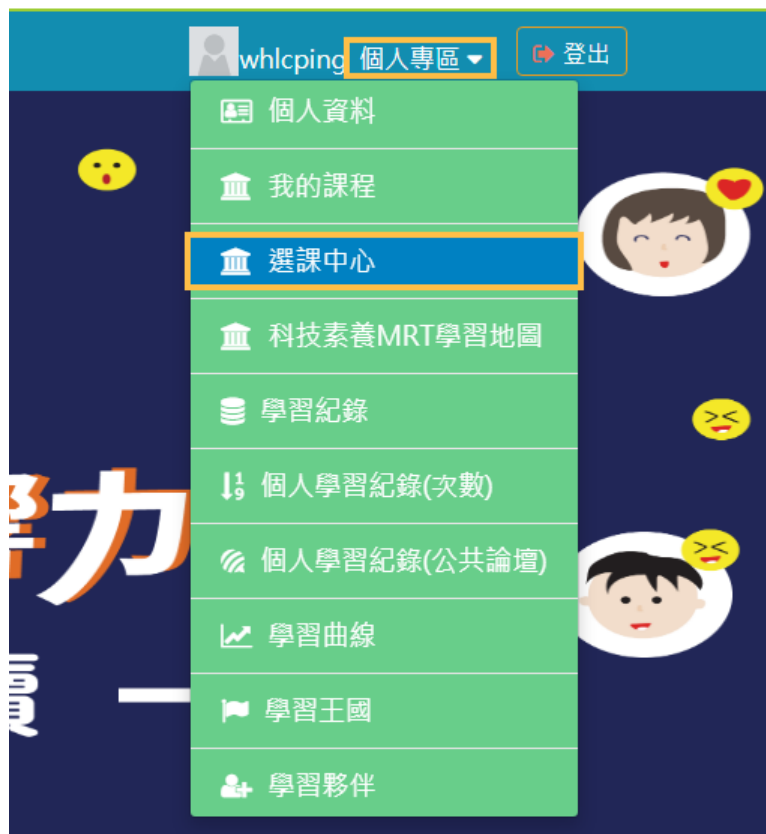 whlcping 個人專區 登出
個人資料
我的課程
選課中心
科技素養MRT學習地圖
學習紀錄
個人學習紀錄(次數)
力
個人學習紀錄(公共論壇)
學習曲線
學習王國
學習夥伴